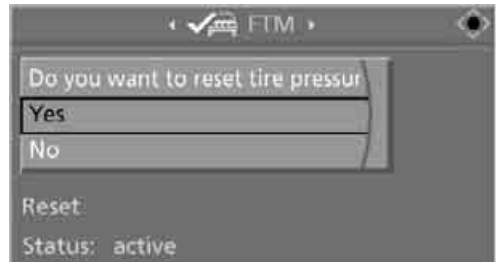 FTM
Do you want to reset tire pressur
Yes
No
Reset
Status: active